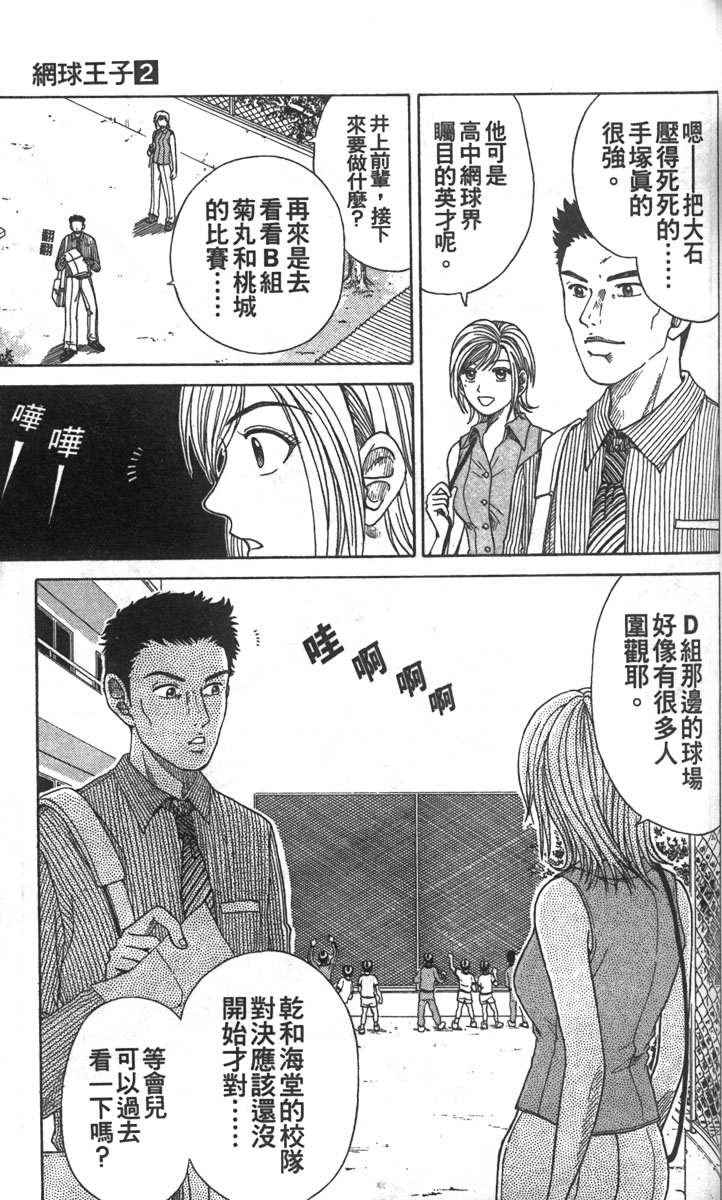 網球王子2
嗯——把大石
壓得死死的……
手塚真的
很強。
他可是
高中網球界
矚目的英才呢。
井上前輩，接下
來要做什麼？
再來是去
看看B組
菊丸和桃城
的比賽……
翻翻
嘩
嘩
D組那邊的球場
好像有很多人
圍觀耶。
哇
啊
啊
啊
乾和海堂的校隊
對決應該還沒
開始才對……
等會兒
可以過去
看一下嗎？